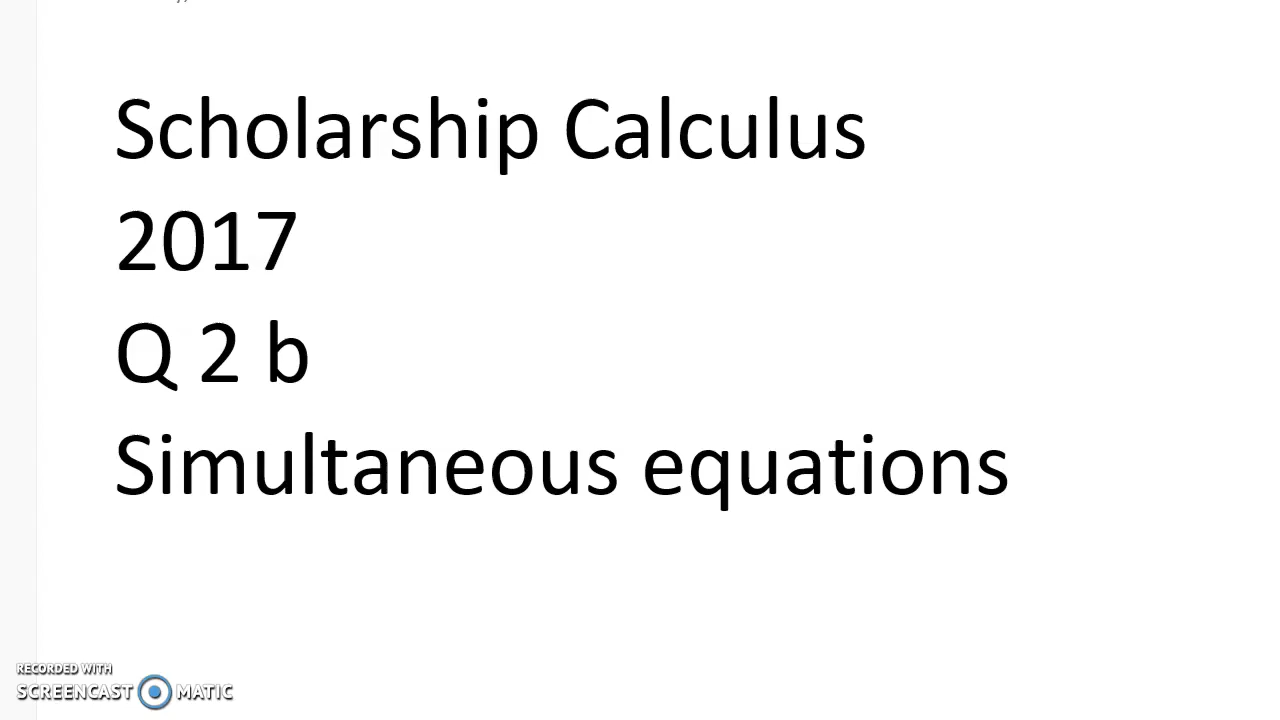 Scholarship Calculus
2017
Q 2 b
Simultaneous equations
RECORDED WITH
SCREENCAST MATIC